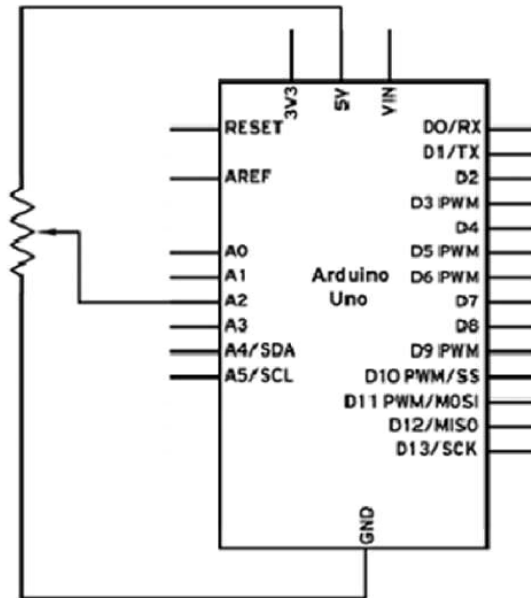 3V3
5V
VIN
RESET
AREF
A0
A1
A2
A3
A4/SDA
A5/SCL
Arduino
Uno
D0/RX
D1/TX
D2
D3 PWM
D4
D5 PWM
D6 PWM
D7
D8
D9 PWM
D10 PWM/SS
D11 PWM/MOSI
D12/MISO
D13/SCK
GND